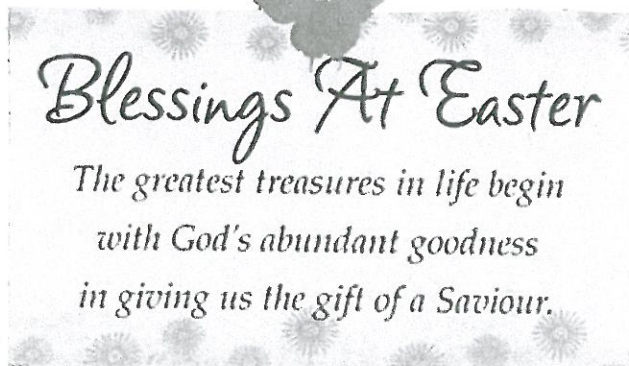 Blessings At Easter
The greatest treasures in life begin
with God's abundant goodness
in giving us the gift of a Saviour.